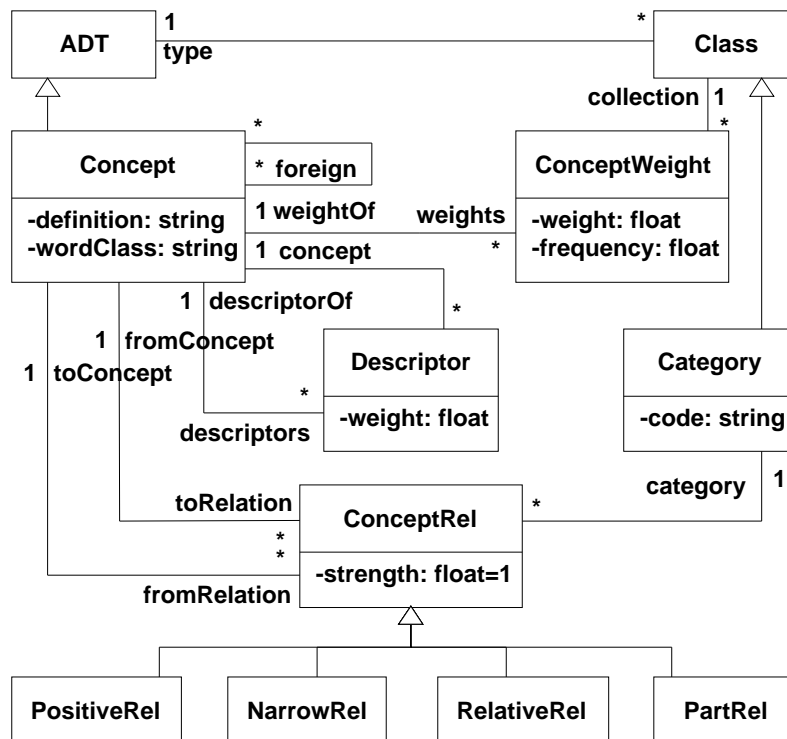 1
*
ADT
type
Class
collection 1
*
*
Concept
* foreign
ConceptWeight
-definition: string
-wordClass: string
1 weightOf
weights
*
-weight: float
-frequency: float
1 concept
1 descriptorOf
*
1 fromConcept
1 toConcept
Descriptor
Category
*
-weight: float
-code: string
descriptors
category 1
toRelation
*
*
ConceptRel
*
-strength: float=1
fromRelation
PositiveRel
NarrowRel
RelativeRel
PartRel